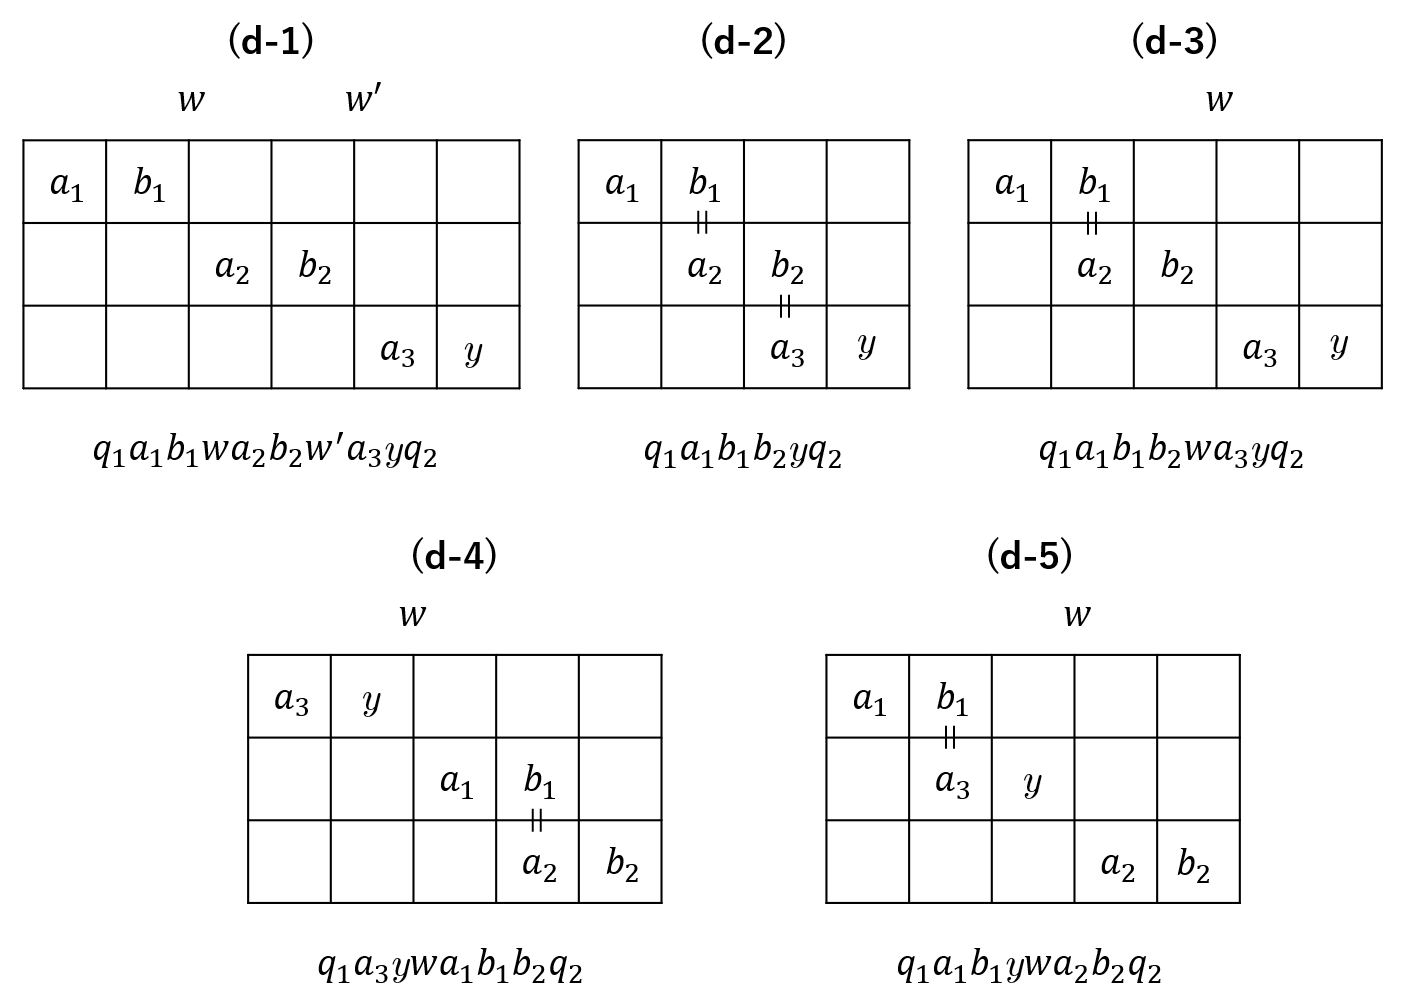 (d-1) (d-2) (d-3)
w w′ w
a₁ b₁ a₁ b₁ a₁ b₁
a₂ b₂ a₂ b₂ a₂ b₂
a₃ y a₃ y a₃ y
q₁a₁b₁wa₂b₂w′a₃yq₂ q₁a₁b₁b₂yq₂ q₁a₁b₁b₂wa₃yq₂
(d-4) (d-5)
w w
a₃ y a₁ b₁
a₁ b₁ a₃ y
a₂ b₂ a₂ b₂
q₁a₃ywa₁b₁b₂q₂ q₁a₁b₁ywa₂b₂q₂